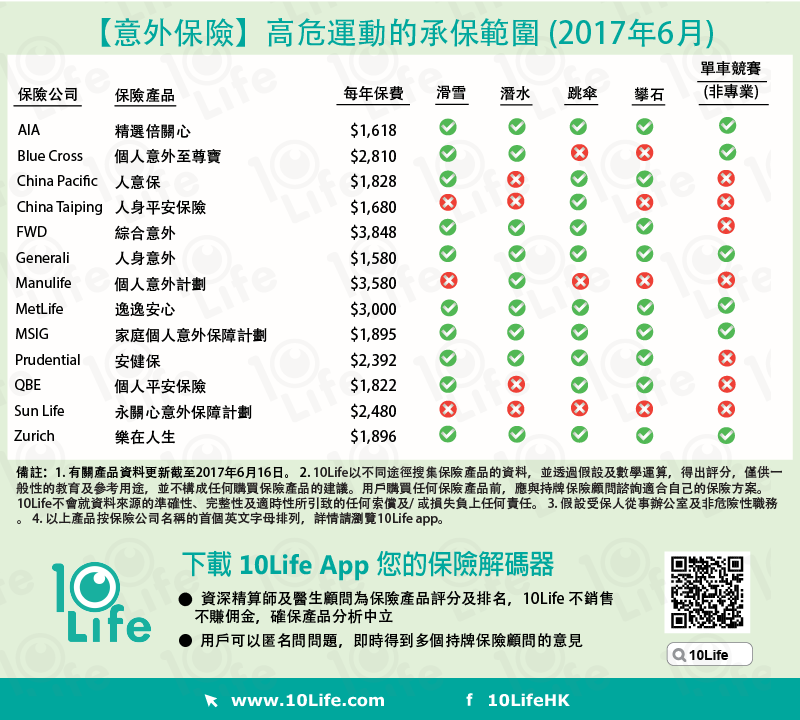 【意外保險】高危運動的承保範圍 (2017年6月)
保險公司 保險產品 每年保費 滑雪 潛水 跳傘 攀石 單車競賽
(非專業)
AIA 精選倍關心 $1,618
Blue Cross 個人意外至尊寶 $2,810
China Pacific 人意保 $1,828
China Taiping 人身平安保險 $1,680
FWD 綜合意外 $3,848
Generali 人身意外 $1,580
Manulife 個人意外計劃 $3,580
MetLife 逸逸安心 $3,000
MSIG 家庭個人意外保障計劃 $1,895
Prudential 安健保 $2,392
QBE 個人平安保險 $1,822
Sun Life 永關心意外保障計劃 $2,480
Zurich 樂在人生 $1,896
備註：1. 有關產品資料更新截至2017年6月16日。 2. 10Life以不同途徑搜集保險產品的資料，並透過假設及數學運算，得出評分，僅供一
般性的教育及參考用途，並不構成任何購買保險產品的建議。用戶購買任何保險產品前，應與持牌保險顧問諮詢適合自己的保險方案。
10Life不會就資料來源的準確性、完整性及適時性所引致的任何索償及/ 或損失負上任何責任。 3. 假設受保人從事辦公室及非危險性職務
。 4. 以上產品按保險公司名稱的首個英文字母排列，詳情請瀏覽10Life app。
10Life
下載 10Life App 您的保險解碼器
● 資深精算師及醫生顧問為保險產品評分及排名，10Life 不銷售
不賺佣金，確保產品分析中立
● 用戶可以匿名問問題，即時得到多個持牌保險顧問的意見
10Life
www.10Life.com f 10LifeHK